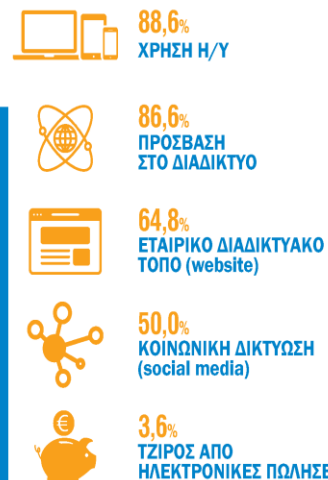 88,6%
ΧΡΗΣΗ Η/Υ
86,6%
ΠΡΟΣΒΑΣΗ
ΣΤΟ ΔΙΑΔΙΚΤΥΟ
64,8%
ΕΤΑΙΡΙΚΟ ΔΙΑΔΙΚΤΥΑΚΟ
ΤΟΠΟ (website)
50,0%
ΚΟΙΝΩΝΙΚΗ ΔΙΚΤΥΩΣΗ
(social media)
€
3,6%
ΤΖΙΡΟΣ ΑΠΟ
ΗΛΕΚΤΡΟΝΙΚΕΣ